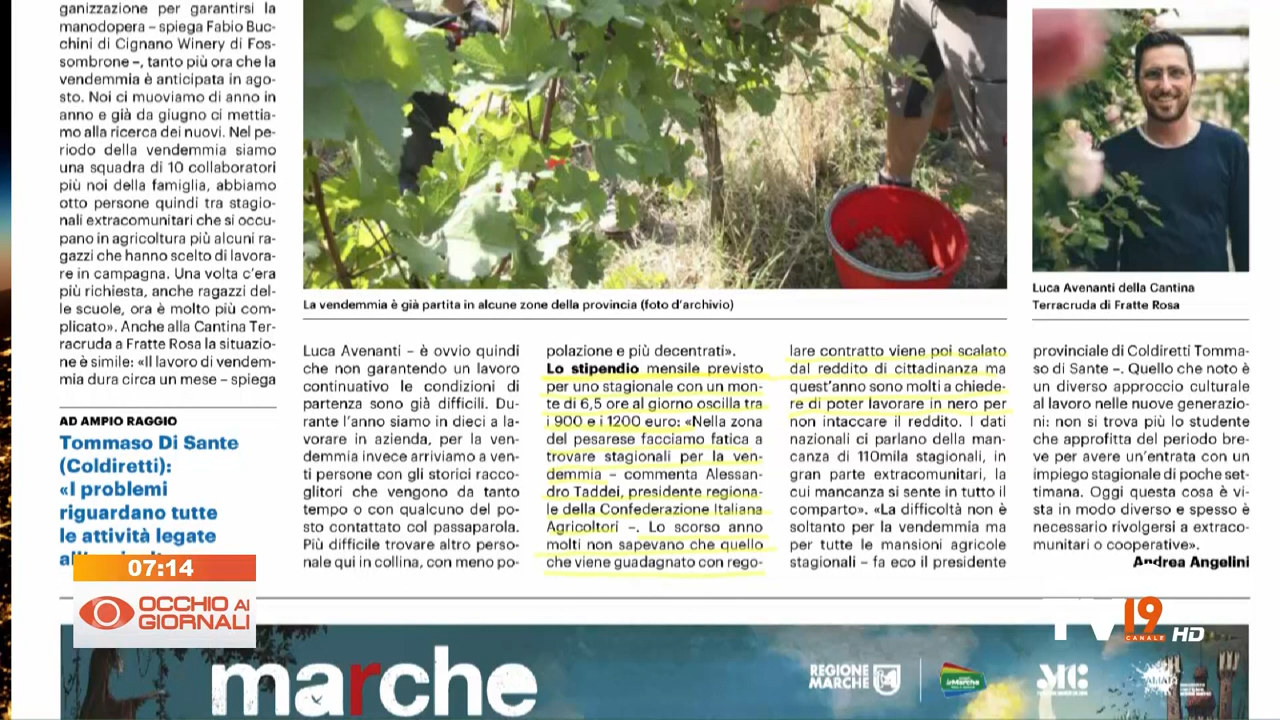 ganizzazione per garantirsi la
manodopera – spiega Fabio Buc-
chini di Cignano Winery di Fos-
sombrone –, tanto più ora che la
vendemmia è anticipata in ago-
sto. Noi ci muoviamo di anno in
anno e già da giugno ci mettia-
mo alla ricerca dei nuovi. Nel pe-
riodo della vendemmia siamo
una squadra di 10 collaboratori
più noi della famiglia, abbiamo
otto persone quindi tra stagio-
nali extracomunitari che si occu-
pano in agricoltura più alcuni ra-
gazzi che hanno scelto di lavora-
re in campagna. Una volta c'era
più richiesta, anche ragazzi del-
le scuole, ora è molto più com-
plicato». Anche alla Cantina Ter-
racruda a Fratte Rosa la situazio-
ne è simile: «Il lavoro di vendem-
mia dura circa un mese – spiega
AD AMPIO RAGGIO
Tommaso Di Sante
(Coldiretti):
«I problemi
riguardano tutte
le attività legate
La vendemmia è già partita in alcune zone della provincia (foto d'archivio)
Luca Avenanti – è ovvio quindi
che non garantendo un lavoro
continuativo le condizioni di
partenza sono già difficili. Du-
rante l'anno siamo in dieci a la-
vorare in azienda, per la ven-
demmia invece arriviamo a ven-
ti persone con gli storici racco-
glitori che vengono da tanto
tempo o con qualcuno del po-
sto contattato col passaparola.
Più difficile trovare altro perso-
nale qui in collina, con meno po-
polazione e più decentrati».
Lo stipendio mensile previsto
per uno stagionale con un mon-
te di 6,5 ore al giorno oscilla tra
i 900 e i 1200 euro: «Nella zona
del pesarese facciamo fatica a
trovare stagionali per la ven-
demmia – commenta Alessan-
dro Taddei, presidente regiona-
le della Confederazione Italiana
Agricoltori –. Lo scorso anno
molti non sapevano che quello
che viene guadagnato con rego-
lare contratto viene poi scalato
dal reddito di cittadinanza ma
quest'anno sono molti a chiede-
re di poter lavorare in nero per
non intaccare il reddito. I dati
nazionali ci parlano della man-
canza di 110mila stagionali, in
gran parte extracomunitari, la
cui mancanza si sente in tutto il
comparto». «La difficoltà non è
soltanto per la vendemmia ma
per tutte le mansioni agricole
stagionali – fa eco il presidente
Luca Avenanti della Cantina
Terracruda di Fratte Rosa
provinciale di Coldiretti Tomma-
so di Sante –. Quello che noto è
un diverso approccio culturale
al lavoro nelle nuove generazio-
ni: non si trova più lo studente
che approfitta del periodo bre-
ve per avere un'entrata con un
impiego stagionale di poche set-
timana. Oggi questa cosa è vi-
sta in modo diverso e spesso è
necessario rivolgersi a extraco-
munitari o cooperative».
Andrea Angelini
07:14
OCCHIO AI
GIORNALI
TV 19
CANALE HD
marche
REGIONE
MARCHE
MC
AMAT